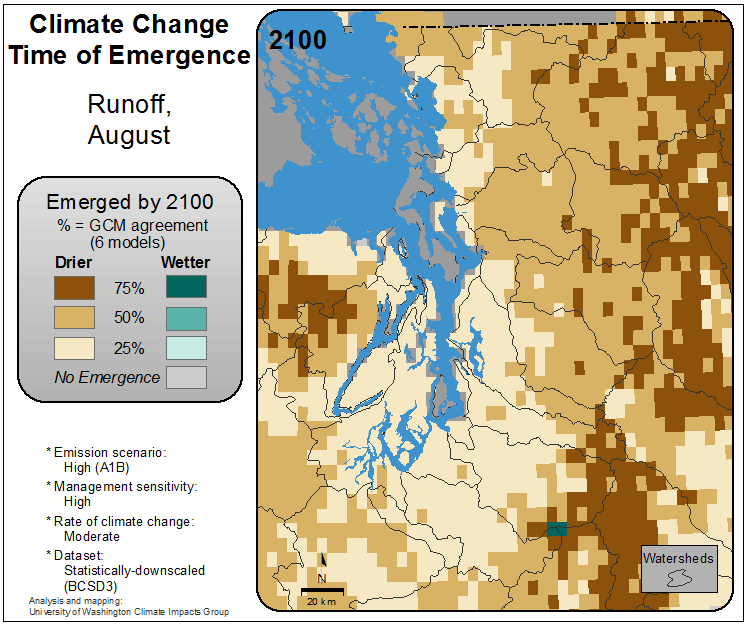 Climate Change
Time of Emergence
Runoff,
August
Emerged by 2100
% = GCM agreement
(6 models)
Drier Wetter
75%
50%
25%
No Emergence
* Emission scenario:
High (A1B)
* Management sensitivity:
High
* Rate of climate change:
Moderate
* Dataset:
Statistically-downscaled
(BCSD3)
Analysis and mapping:
University of Washington Climate Impacts Group
2100
N
20 km
Watersheds